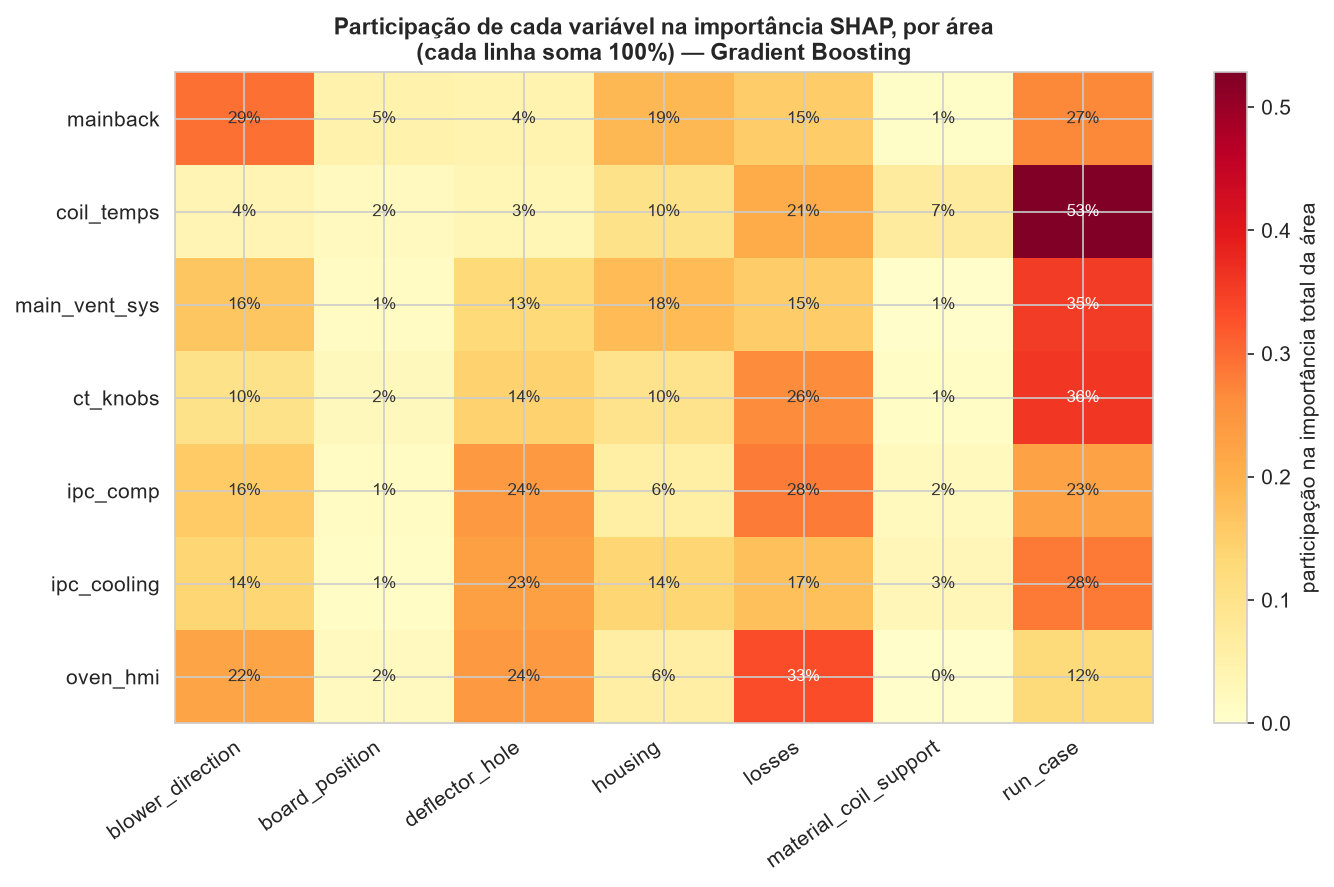 Participação de cada variável na importância SHAP, por área
(cada linha soma 100%) — Gradient Boosting
mainback 29% 5% 4% 19% 15% 1% 27%
coil_temps 4% 2% 3% 10% 21% 7% 53%
main_vent_sys 16% 1% 13% 18% 15% 1% 35%
ct_knobs 10% 2% 14% 10% 26% 1% 36%
ipc_comp 16% 1% 24% 6% 28% 2% 23%
ipc_cooling 14% 1% 23% 14% 17% 3% 28%
oven_hmi 22% 2% 24% 6% 33% 0% 12%
blower_direction
board_position
deflector_hole
housing
losses
material_coil_support
run_case
0.5
0.4
0.3
0.2
0.1
0.0
participação na importância total da área